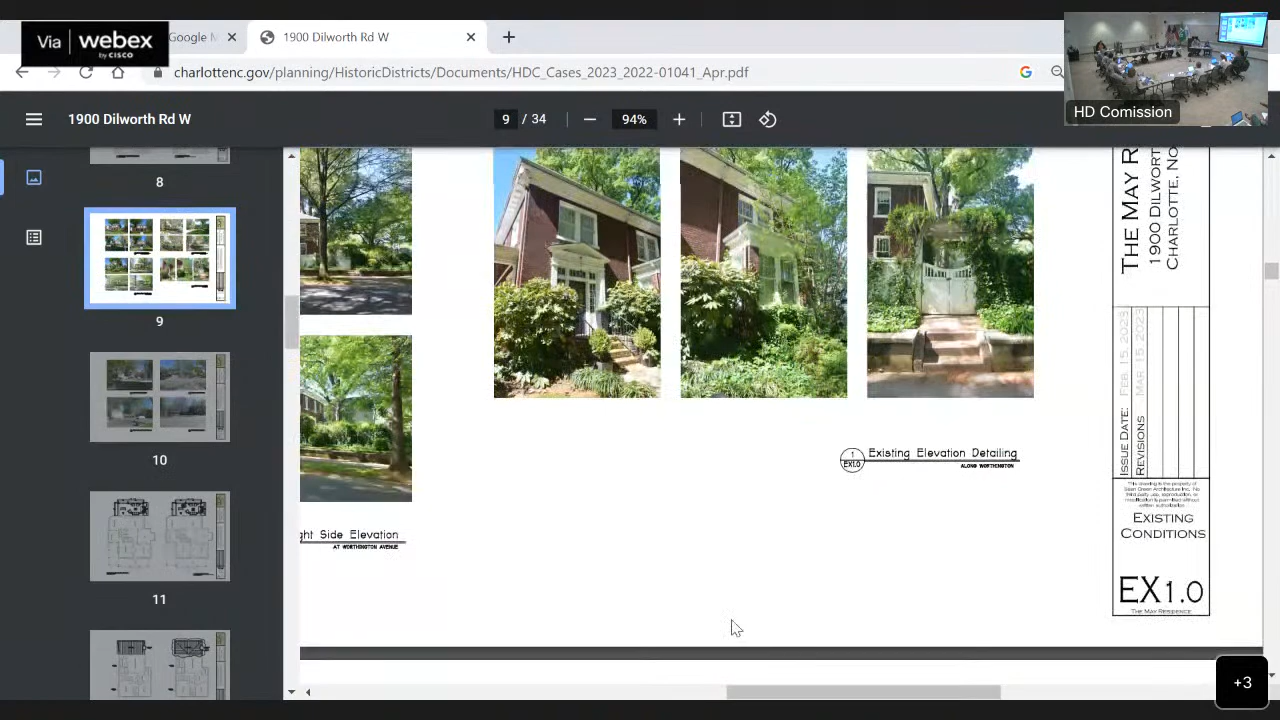 Via webex
by CISCO
Google M
1900 Dilworth Rd W
charlottenc.gov/planning/HistoricDistricts/Documents/HDC_Cases_2023_2022-01041_Apr.pdf
HD Comission
1900 Dilworth Rd W
9 / 34
94%
8
9
10
11
Existing Elevation Detailing
1
EX1.0
ALONG WORTHINGTON
ght Side Elevation
AT WORTHINGTON AVENUE
THE MAY R
1900 DILWORT
CHARLOTTE, NO
ISSUE DATE: FEB. 15, 2023
REVISIONS MAR 15 2023
EXISTING
CONDITIONS
EX1.0
THE MAY RESIDENCE
+3